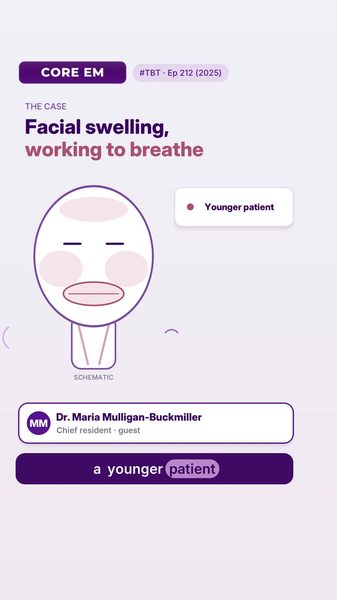 CORE EM
#TBT · Ep 212 (2025)
THE CASE
Facial swelling,
working to breathe
Younger patient
SCHEMATIC
MM
Dr. Maria Mulligan-Buckmiller
Chief resident · guest
a younger patient